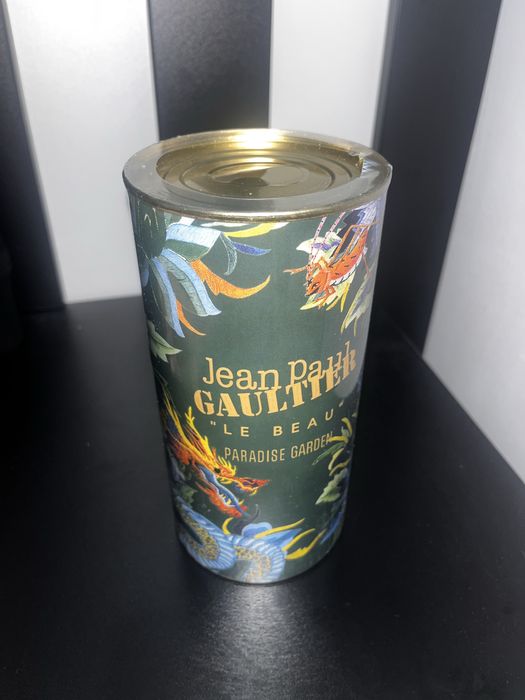 Jean Paul
GAULTIER
"LE BEAU"
PARADISE GARDEN